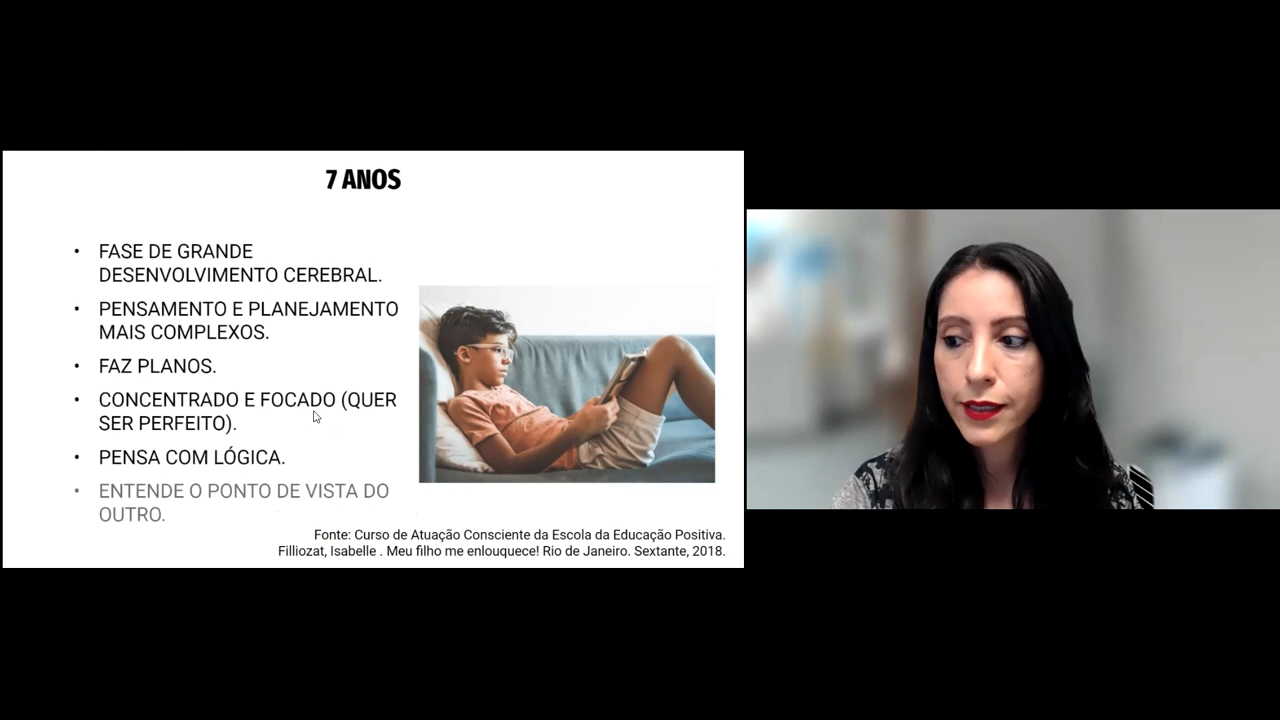 7 ANOS
• FASE DE GRANDE
DESENVOLVIMENTO CEREBRAL.
• PENSAMENTO E PLANEJAMENTO
MAIS COMPLEXOS.
• FAZ PLANOS.
• CONCENTRADO E FOCADO (QUER
SER PERFEITO).
• PENSA COM LÓGICA.
• ENTENDE O PONTO DE VISTA DO
OUTRO.
Fonte: Curso de Atuação Consciente da Escola da Educação Positiva.
Filliozat, Isabelle . Meu filho me enlouquece! Rio de Janeiro. Sextante, 2018.